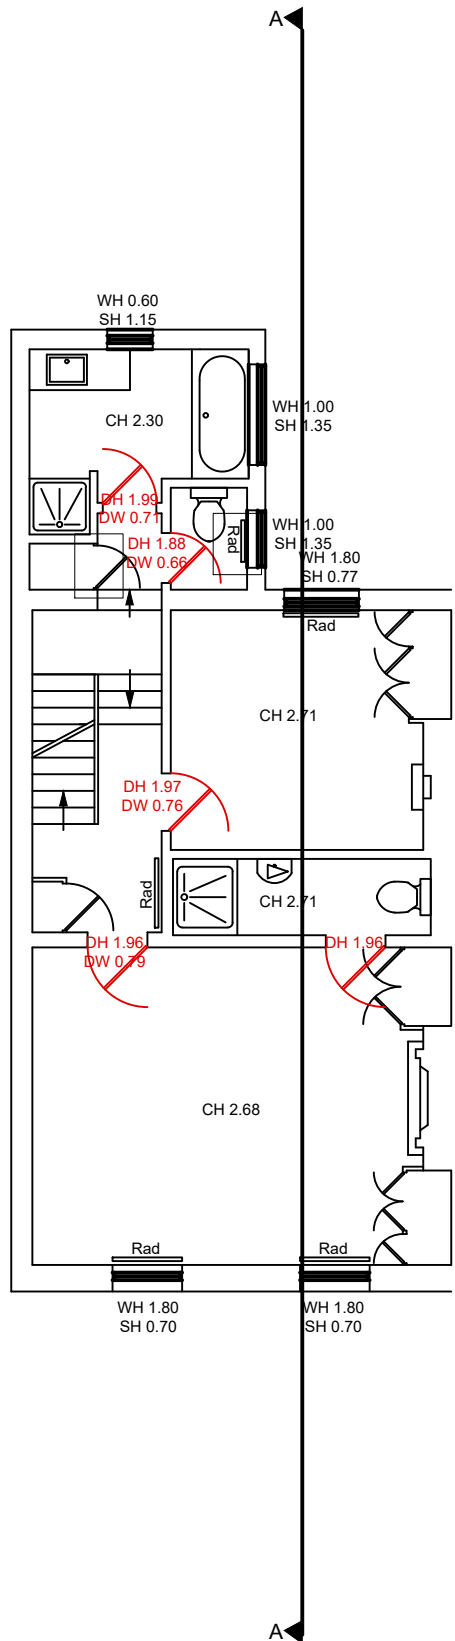 A
WH 0.60
SH 1.15
CH 2.30
WH 1.00
SH 1.35
DH 1.99
DW 0.71
DH 1.88
DW 0.66
Rad
WH 1.00
SH 1.35
WH 1.80
SH 0.77
Rad
CH 2.71
DH 1.97
DW 0.76
Rad
CH 2.71
DH 1.96
DW 0.79
DH 1.96
CH 2.68
Rad
Rad
WH 1.80
SH 0.70
WH 1.80
SH 0.70
A